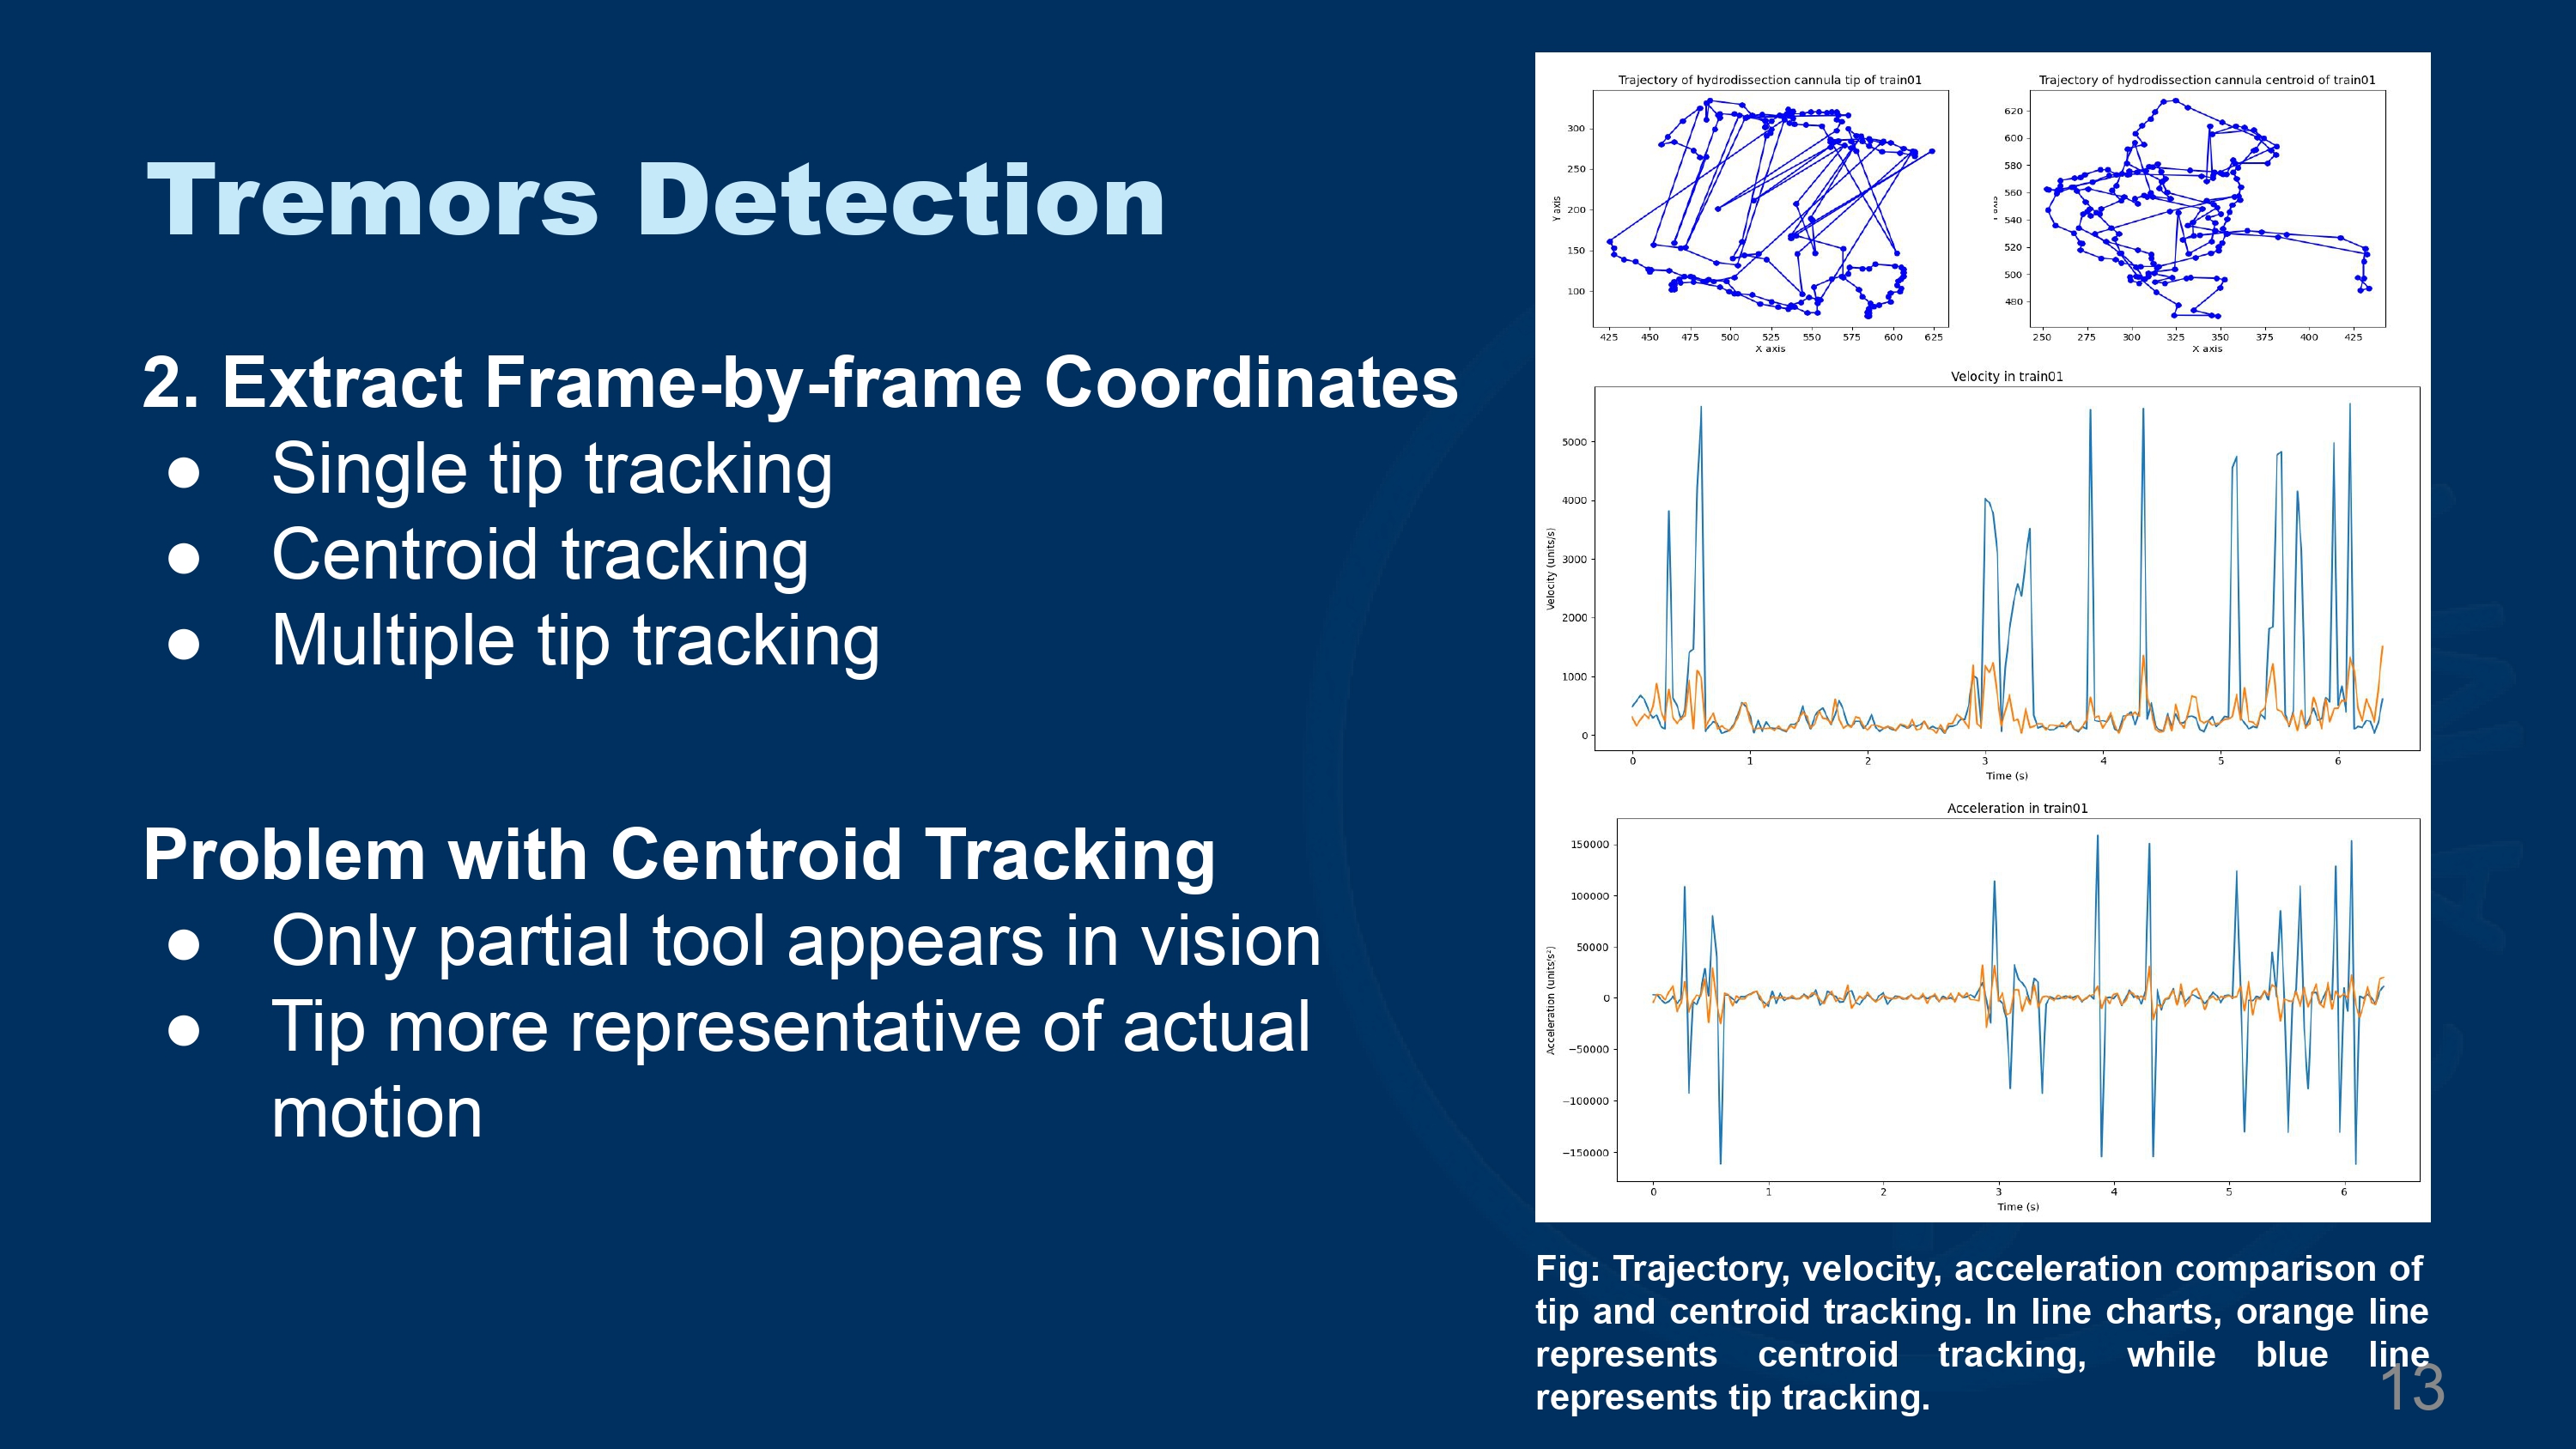 Tremors Detection
2. Extract Frame-by-frame Coordinates
● Single tip tracking
● Centroid tracking
● Multiple tip tracking
Problem with Centroid Tracking
● Only partial tool appears in vision
● Tip more representative of actual
motion
Trajectory of hydrodissection cannula tip of train01
Y axis
300
250
200
150
100
425 450 475 500 525 550 575 600 625
X axis
Trajectory of hydrodissection cannula centroid of train01
620
600
580
560
540
520
500
480
250 275 300 325 350 375 400 425
X axis
Velocity in train01
Velocity (units/s)
5000
4000
3000
2000
1000
0
0 1 2 3 4 5 6
Time (s)
Acceleration in train01
Acceleration (units/s²)
150000
100000
50000
0
−50000
−100000
−150000
0 1 2 3 4 5 6
Time (s)
Fig: Trajectory, velocity, acceleration comparison of
tip and centroid tracking. In line charts, orange line
represents centroid tracking, while blue line
represents tip tracking.
13